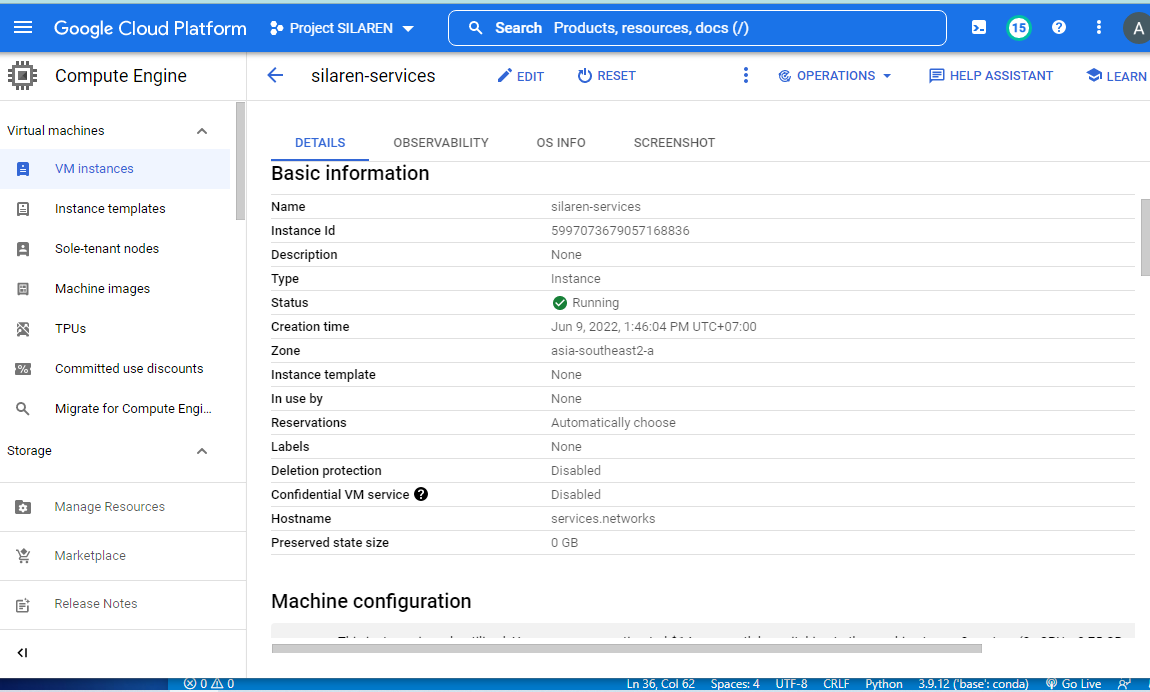 Google Cloud Platform
Project SILAREN
Search Products, resources, docs (/)
15
?
A
Compute Engine
silaren-services
EDIT
RESET
OPERATIONS
HELP ASSISTANT
LEARN
Virtual machines
VM instances
Instance templates
Sole-tenant nodes
Machine images
TPUs
Committed use discounts
Migrate for Compute Engi...
Storage
Manage Resources
Marketplace
Release Notes
DETAILS
OBSERVABILITY
OS INFO
SCREENSHOT
Basic information
Name silaren-services
Instance Id 5997073679057168836
Description None
Type Instance
Status Running
Creation time Jun 9, 2022, 1:46:04 PM UTC+07:00
Zone asia-southeast2-a
Instance template None
In use by None
Reservations Automatically choose
Labels None
Deletion protection Disabled
Confidential VM service ? Disabled
Hostname services.networks
Preserved state size 0 GB
Machine configuration
0 0 Ln 36, Col 62 Spaces: 4 UTF-8 CRLF Python 3.9.12 ('base': conda) Go Live